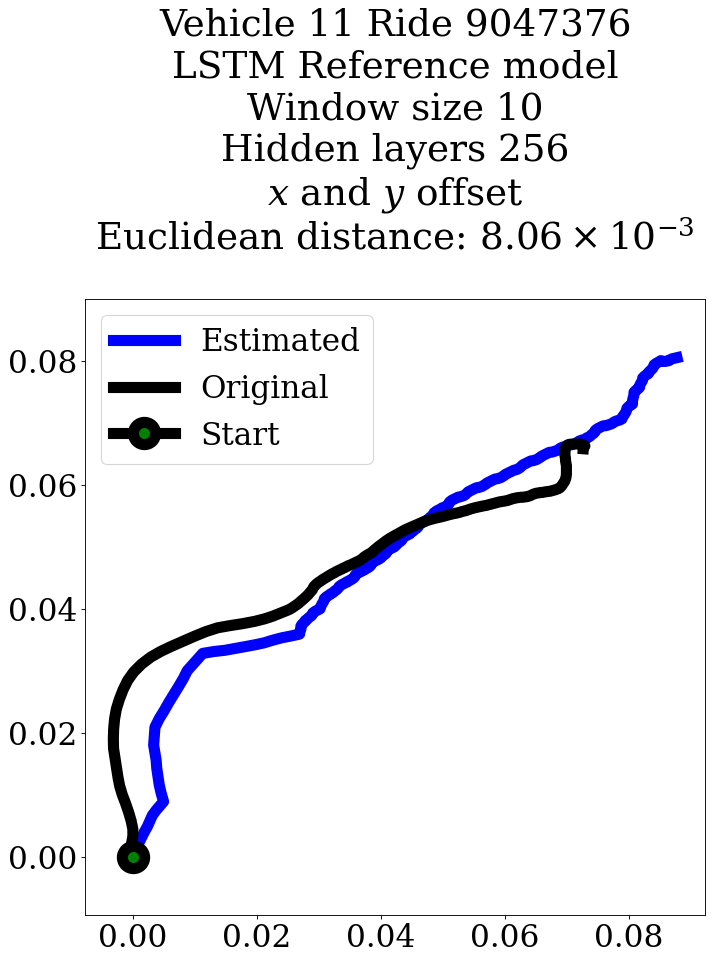 Vehicle 11 Ride 9047376
LSTM Reference model
Window size 10
Hidden layers 256
x and y offset
Euclidean distance: 8.06 × 10⁻³
Estimated
Original
Start
0.08
0.06
0.04
0.02
0.00
0.00 0.02 0.04 0.06 0.08